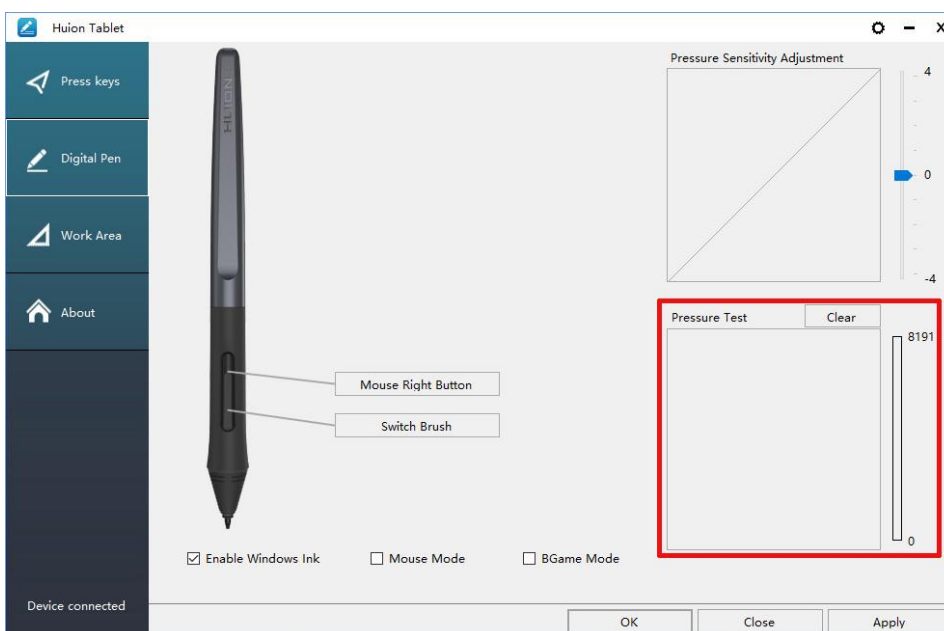 Huion Tablet
Press keys
Digital Pen
Work Area
About
Device connected
HUION
Mouse Right Button
Switch Brush
Enable Windows Ink
Mouse Mode
BGame Mode
Pressure Sensitivity Adjustment
4
0
-4
Pressure Test
Clear
8191
0
OK
Close
Apply